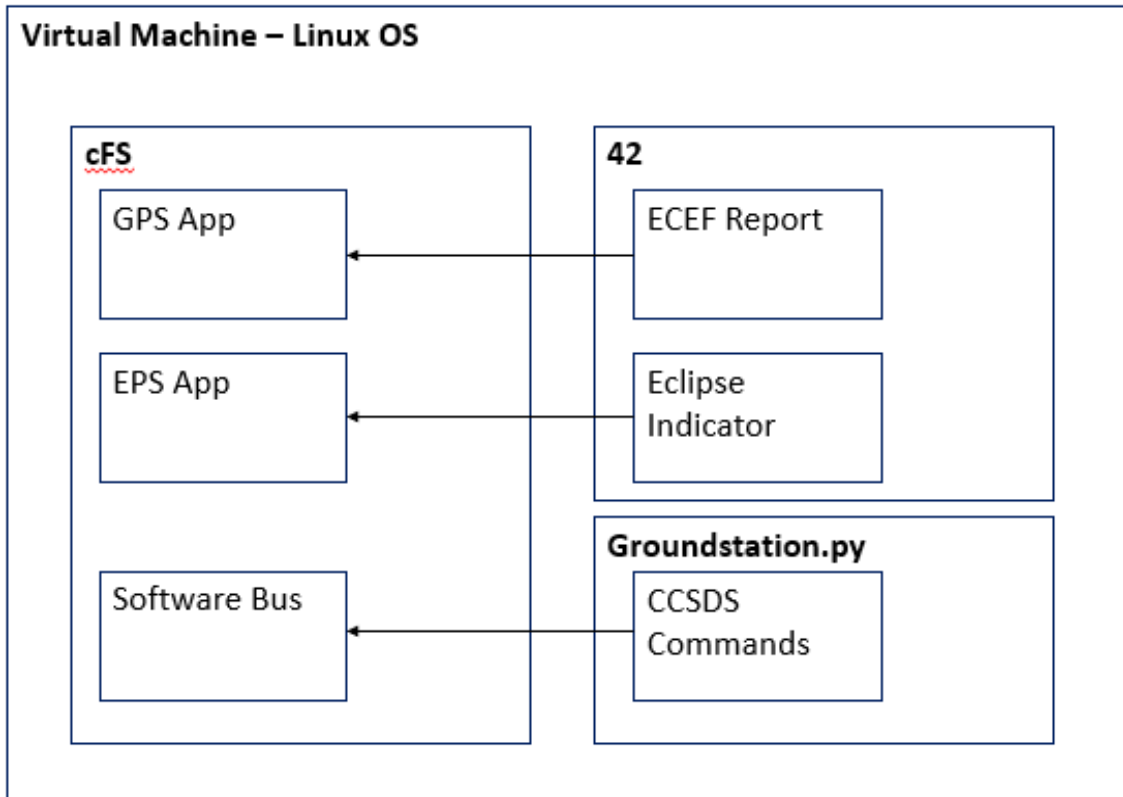 Virtual Machine – Linux OS
cFS
42
GPS App
ECEF Report
EPS App
Eclipse
Indicator
Groundstation.py
Software Bus
CCSDS
Commands